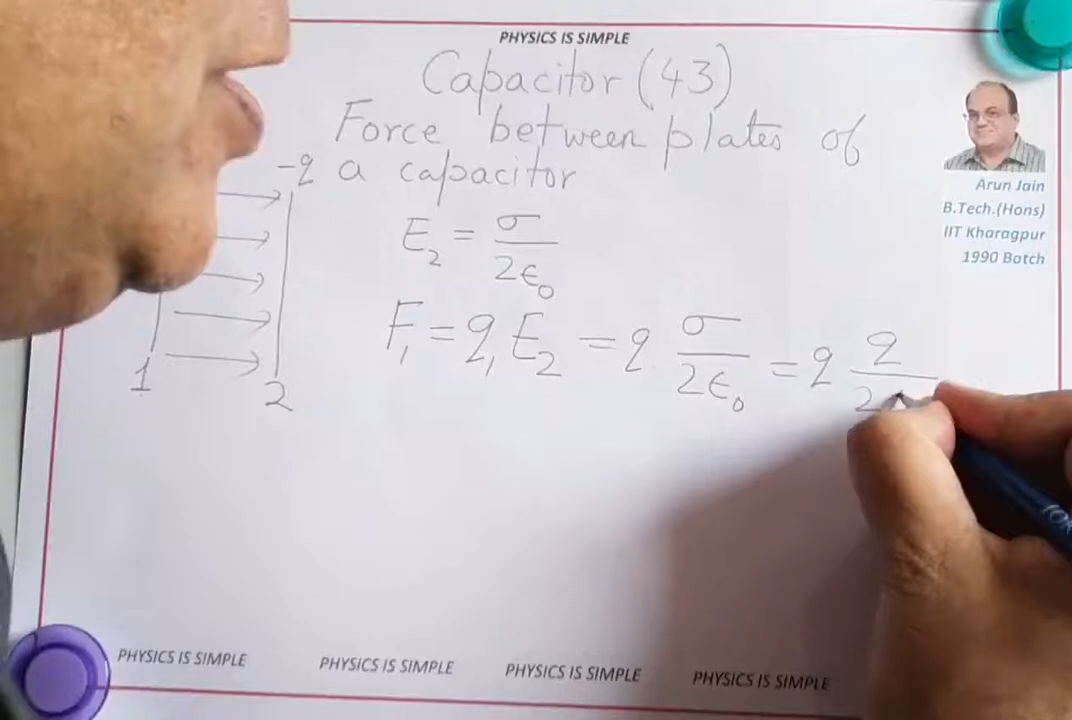 PHYSICS IS SIMPLE
Capacitor (43)
Force between plates of
a capacitor
-q
E₂ = σ / 2ϵ₀
F₁ = q₁E₂ = q σ / 2ϵ₀ = q q / 2
1
2
Arun Jain
B.Tech.(Hons)
IIT Kharagpur
1990 Batch
PHYSICS IS SIMPLE PHYSICS IS SIMPLE PHYSICS IS SIMPLE PHYSICS IS SIMPLE